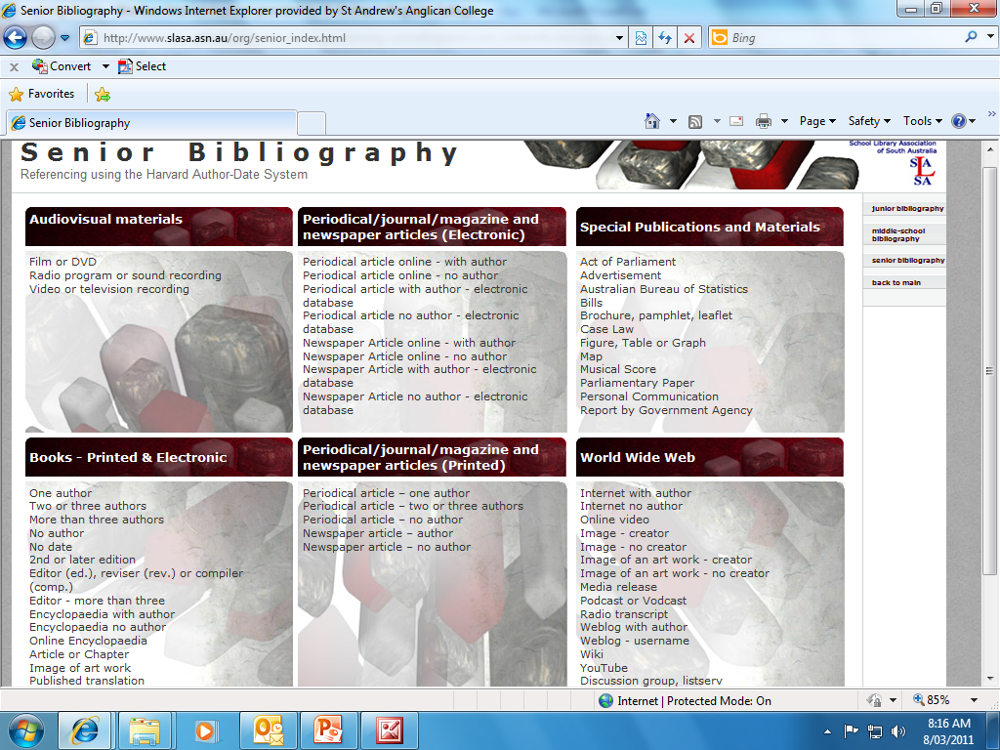 Senior Bibliography - Windows Internet Explorer provided by St Andrew's Anglican College
http://www.slasa.asn.au/org/senior_index.html
Bing
x Convert Select
Favorites
Senior Bibliography
Page Safety Tools
Senior Bibliography
Referencing using the Harvard Author-Date System
School Library Association
of South Australia
SLASA
junior bibliography
middle-school
bibliography
senior bibliography
back to main
Audiovisual materials
Film or DVD
Radio program or sound recording
Video or television recording
Periodical/journal/magazine and
newspaper articles (Electronic)
Periodical article online - with author
Periodical article online - no author
Periodical article with author - electronic
database
Periodical article no author - electronic
database
Newspaper Article online - with author
Newspaper Article online - no author
Newspaper Article with author - electronic
database
Newspaper Article no author - electronic
database
Special Publications and Materials
Act of Parliament
Advertisement
Australian Bureau of Statistics
Bills
Brochure, pamphlet, leaflet
Case Law
Figure, Table or Graph
Map
Musical Score
Parliamentary Paper
Personal Communication
Report by Government Agency
Books - Printed & Electronic
One author
Two or three authors
More than three authors
No author
No date
2nd or later edition
Editor (ed.), reviser (rev.) or compiler
(comp.)
Editor - more than three
Encyclopaedia with author
Encyclopaedia no author
Online Encyclopaedia
Article or Chapter
Image of art work
Published translation
Periodical/journal/magazine and
newspaper articles (Printed)
Periodical article – one author
Periodical article – two or three authors
Periodical article – no author
Newspaper article – author
Newspaper article – no author
World Wide Web
Internet with author
Internet no author
Online video
Image - creator
Image - no creator
Image of an art work - creator
Image of an art work - no creator
Media release
Podcast or Vodcast
Radio transcript
Weblog with author
Weblog - username
Wiki
YouTube
Discussion group, listserv
Internet | Protected Mode: On
85%
8:16 AM
8/03/2011